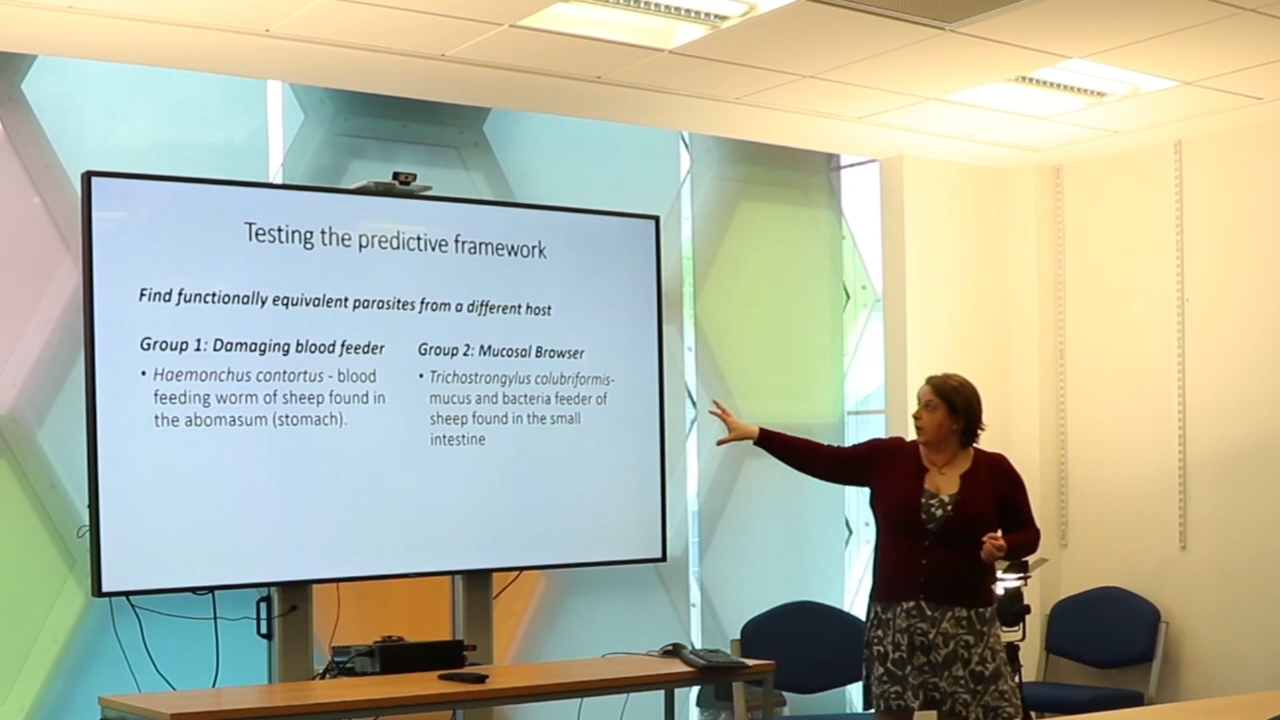 Testing the predictive framework
Find functionally equivalent parasites from a different host
Group 1: Damaging blood feeder
• Haemonchus contortus - blood
feeding worm of sheep found in
the abomasum (stomach).
Group 2: Mucosal Browser
• Trichostrongylus colubriformis-
mucus and bacteria feeder of
sheep found in the small
intestine